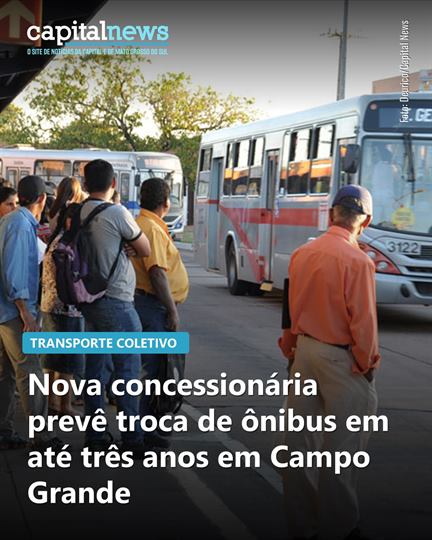 capitalnews
O SITE DE NOTÍCIAS DA CAPITAL E DE MATO GROSSO DO SUL
Foto: Deurico/Capital News
3122
TRANSPORTE COLETIVO
Nova concessionária
prevê troca de ônibus em
até três anos em Campo
Grande